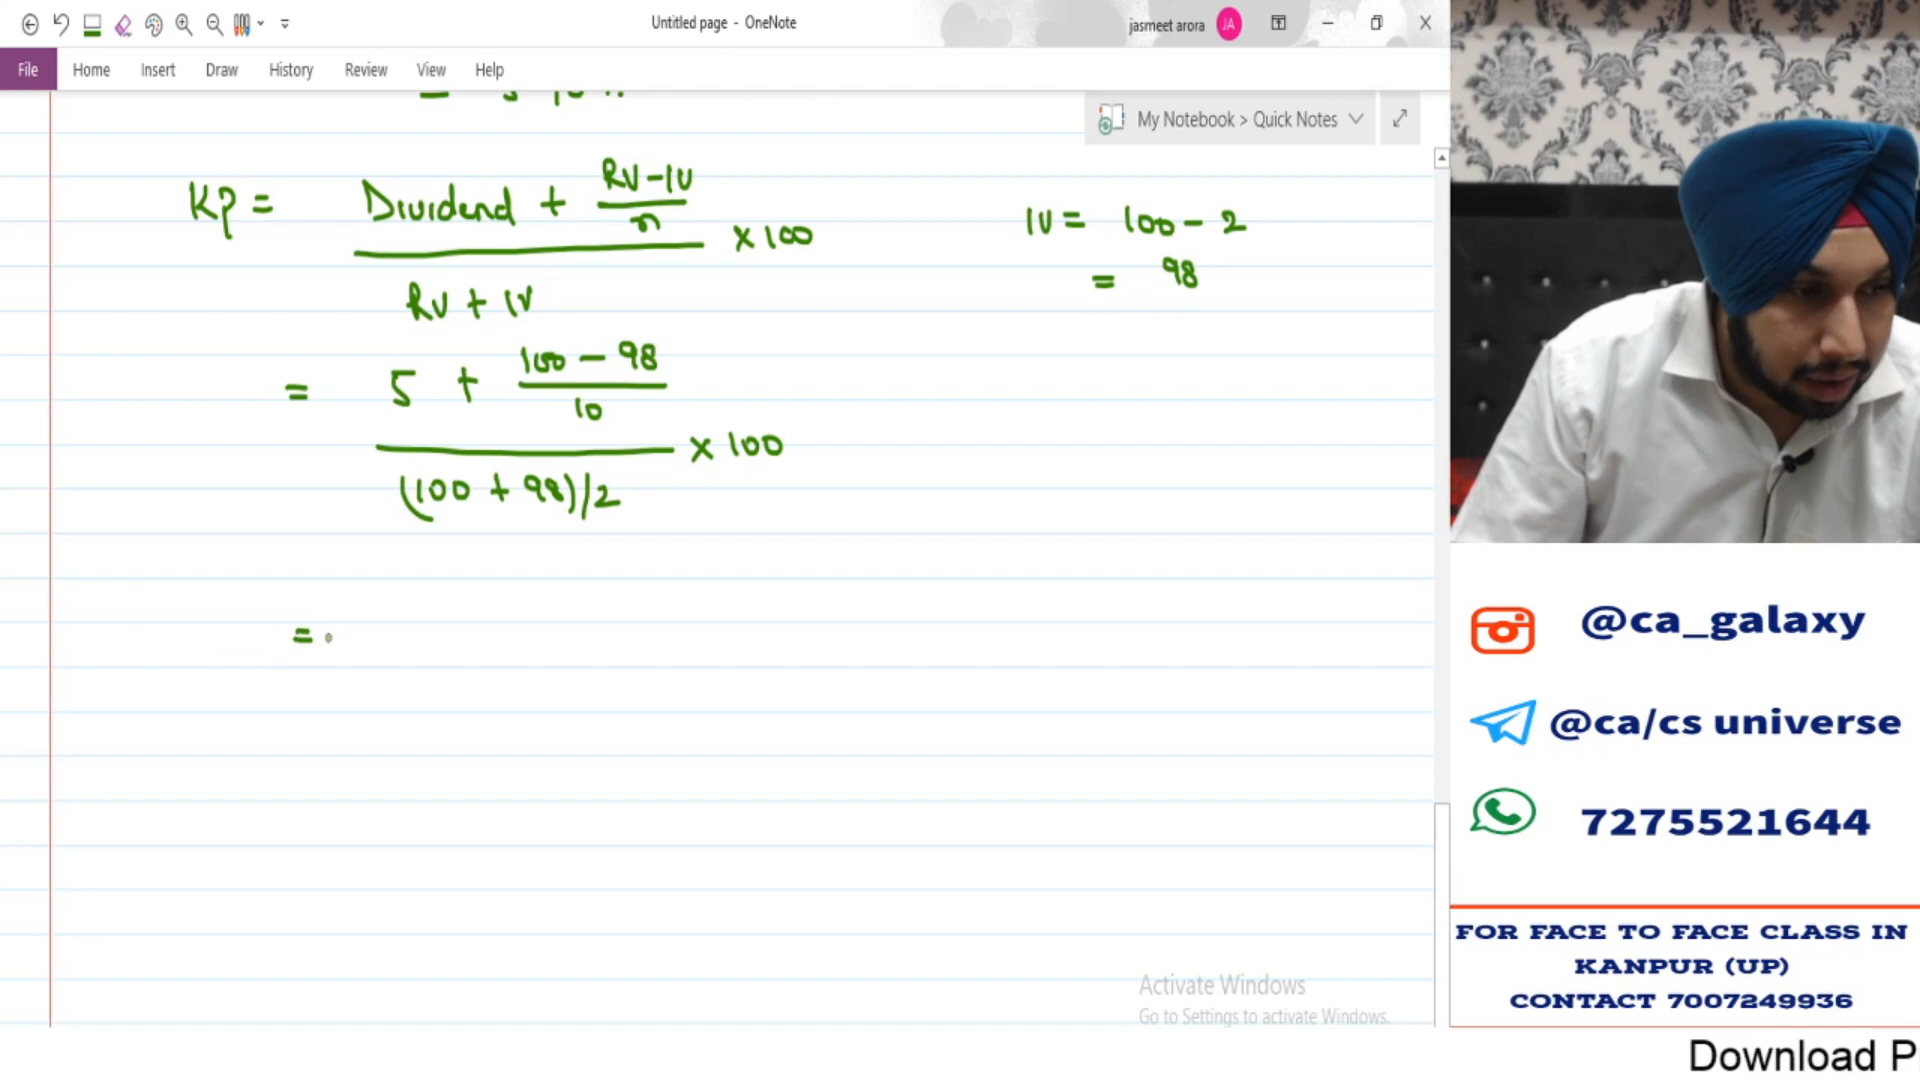 Untitled page - OneNote
jasmeet arora JA
File Home Insert Draw History Review View Help
My Notebook > Quick Notes
Kp = Dividend + RV-IV / n
x 100
RV + IV
IV = 100 - 2
= 98
= 5 + 100 - 98 / 10
x 100
(100 + 98)/2
=
@ca_galaxy
@ca/cs universe
7275521644
FOR FACE TO FACE CLASS IN
KANPUR (UP)
CONTACT 7007249936
Activate Windows
Go to Settings to activate Windows.
Download P